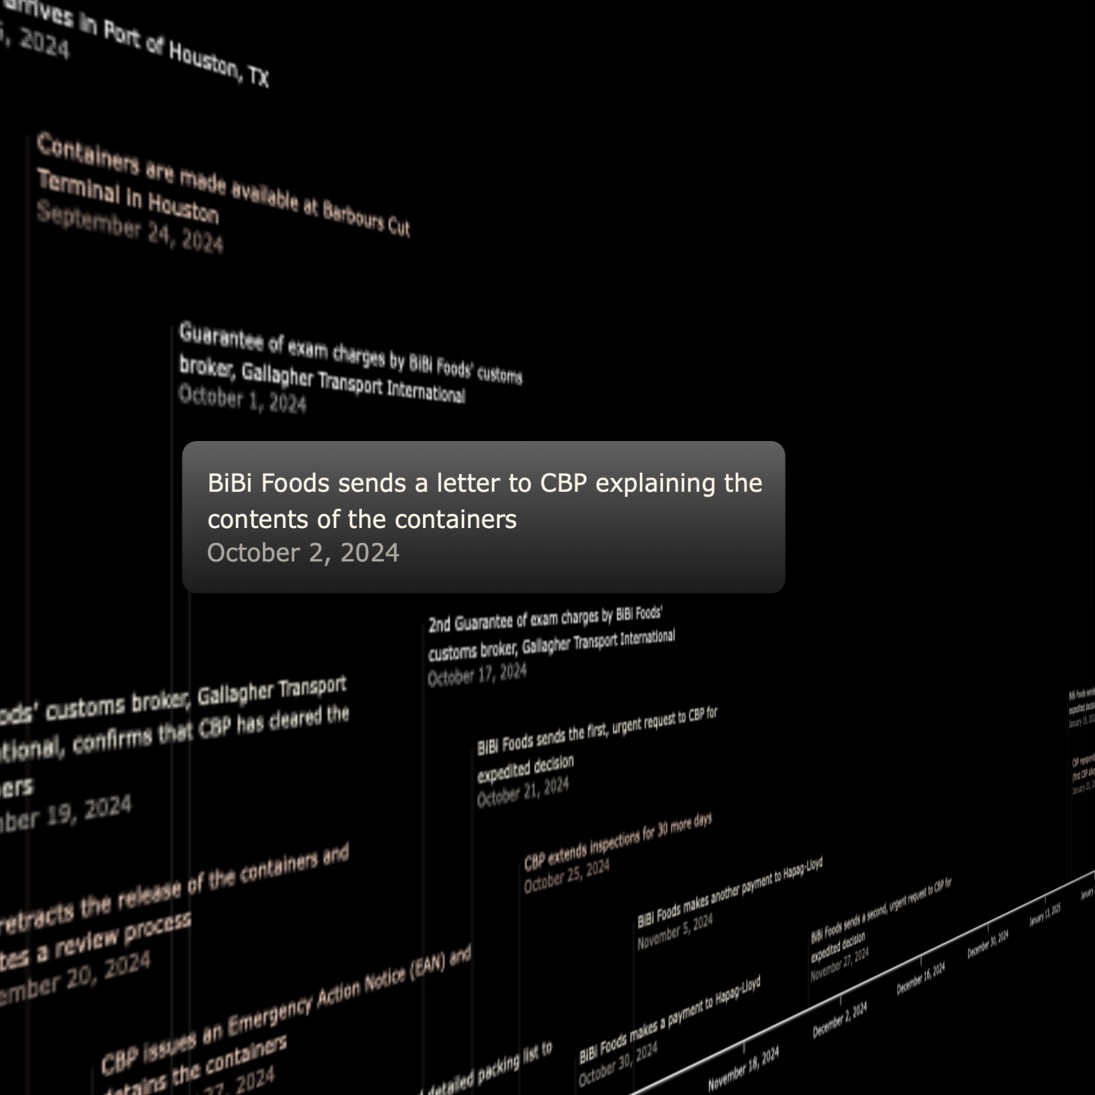 arrives in Port of Houston, TX
, 2024
Containers are made available at Barbours Cut
Terminal in Houston
September 24, 2024
Guarantee of exam charges by BiBi Foods' customs
broker, Gallagher Transport International
October 1, 2024
BiBi Foods sends a letter to CBP explaining the
contents of the containers
October 2, 2024
2nd Guarantee of exam charges by BiBi Foods'
customs broker, Gallagher Transport International
October 17, 2024
ods' customs broker, Gallagher Transport
tional, confirms that CBP has cleared the
ers
ber 19, 2024
BiBi Foods sends the first, urgent request to CBP for
expedited decision
October 21, 2024
retracts the release of the containers and
tes a review process
ember 20, 2024
CBP extends inspections for 30 more days
October 25, 2024
BiBi Foods makes another payment to Hapag-Lloyd
November 5, 2024
BiBi Foods sends a second, urgent request to CBP for
expedited decision
November 27, 2024
CBP issues an Emergency Action Notice (EAN) and
detains the containers
27, 2024
detailed packing list to
BiBi Foods makes a payment to Hapag-Lloyd
October 30, 2024
BiBi Foods
expedited
January
CBP
(first CBP
January
November 18, 2024
December 2, 2024
December 16, 2024
December 30, 2024
January 13, 2025
January